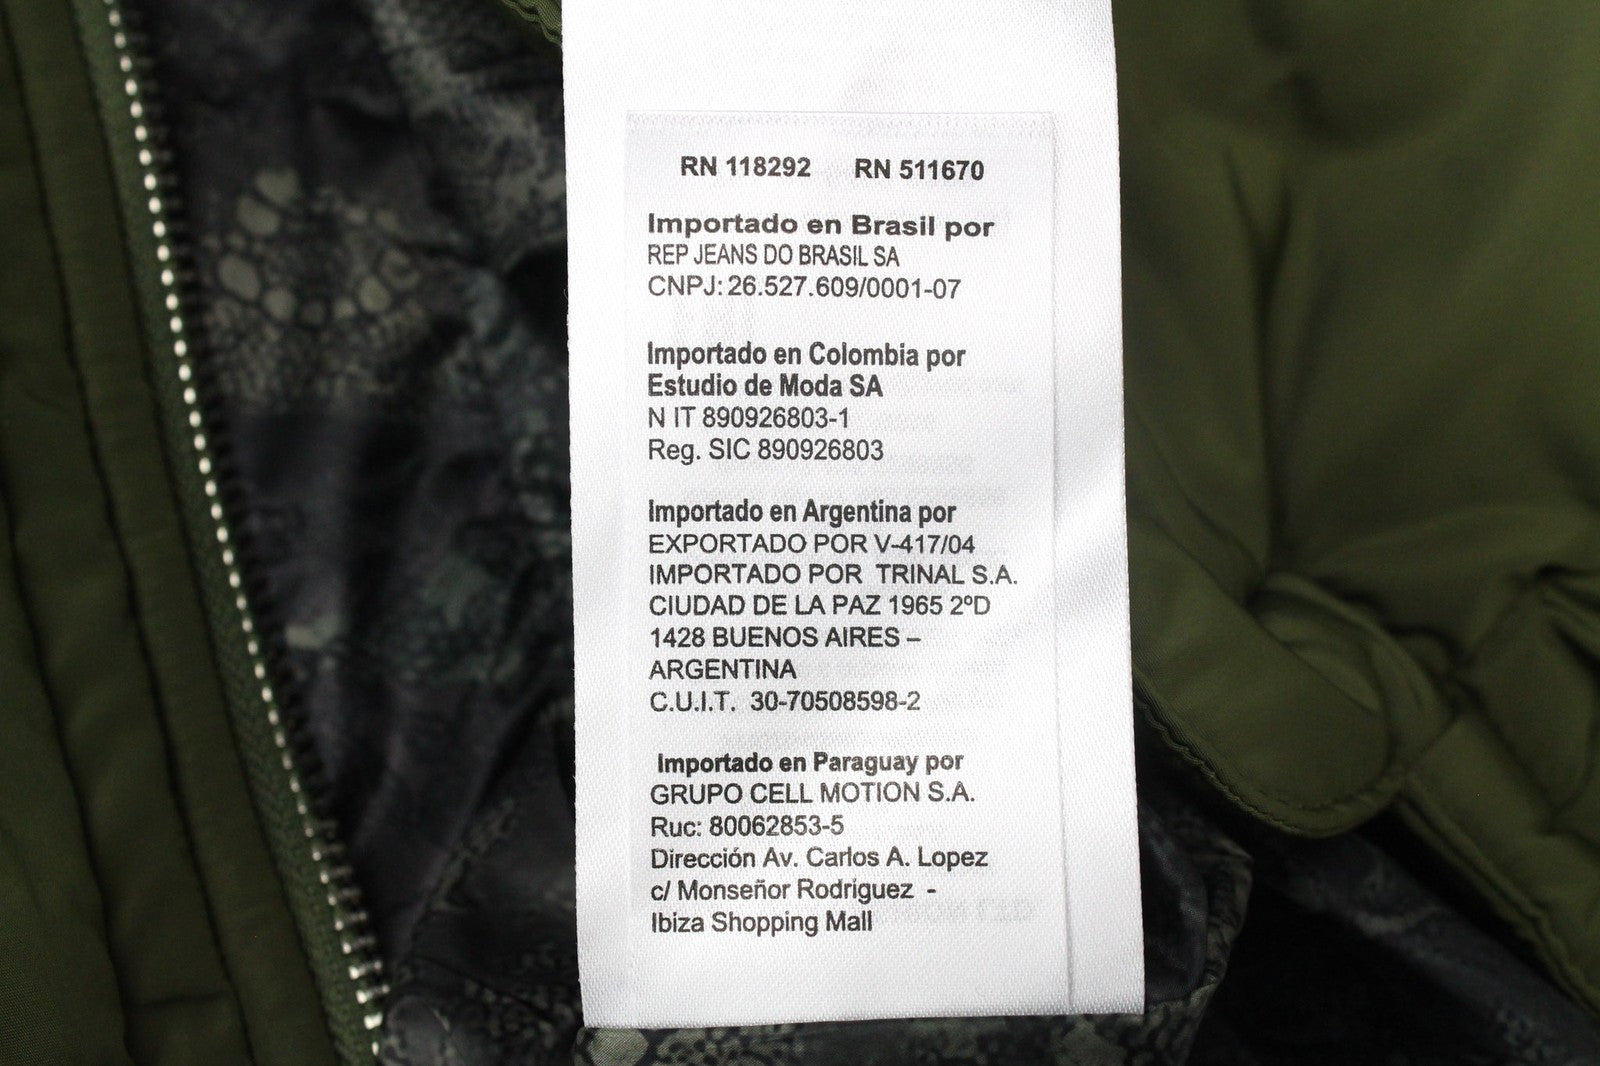 RN 118292 RN 511670
Importado en Brasil por
REP JEANS DO BRASIL SA
CNPJ: 26.527.609/0001-07
Importado en Colombia por
Estudio de Moda SA
N IT 890926803-1
Reg. SIC 890926803
Importado en Argentina por
EXPORTADO POR V-417/04
IMPORTADO POR TRINAL S.A.
CIUDAD DE LA PAZ 1965 2ºD
1428 BUENOS AIRES –
ARGENTINA
C.U.I.T. 30-70508598-2
Importado en Paraguay por
GRUPO CELL MOTION S.A.
Ruc: 80062853-5
Dirección Av. Carlos A. Lopez
c/ Monseñor Rodriguez -
Ibiza Shopping Mall